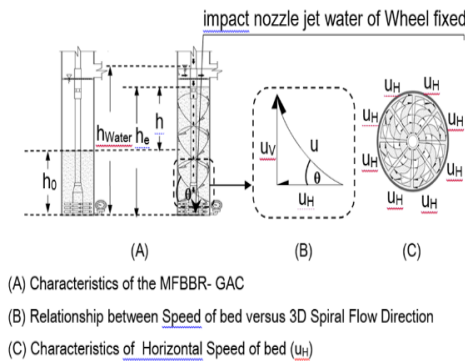 impact nozzle jet water of Wheel fixed
hWater
he
h
h0
θ
uV
u
θ
uH
uH
uH
uH
uH
uH
uH
uH
uH
(A)
(B)
(C)
(A) Characteristics of the MFBBR- GAC
(B) Relationship between Speed of bed versus 3D Spiral Flow Direction
(C) Characteristics of Horizontal Speed of bed (uH)